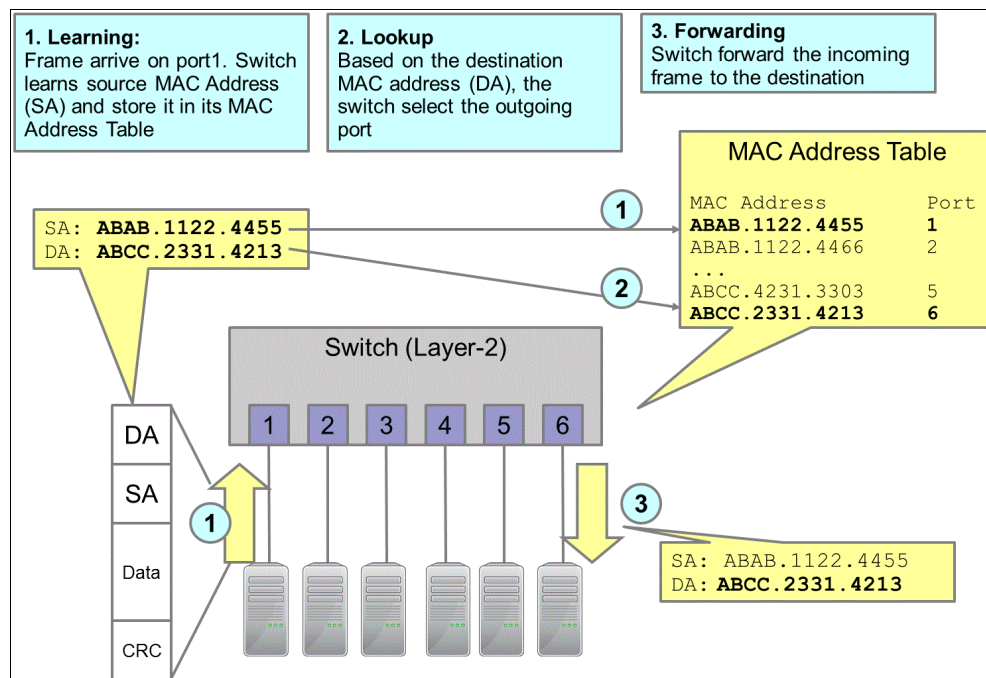 1. Learning:
Frame arrive on port1. Switch
learns source MAC Address
(SA) and store it in its MAC
Address Table
2. Lookup
Based on the destination
MAC address (DA), the
switch select the outgoing
port
3. Forwarding
Switch forward the incoming
frame to the destination
MAC Address Table
MAC Address Port
ABAB.1122.4455 1
ABAB.1122.4466 2
...
ABCC.4231.3303 5
ABCC.2331.4213 6
SA: ABAB.1122.4455
DA: ABCC.2331.4213
1
2
Switch (Layer-2)
1 2 3 4 5 6
DA
SA
Data
CRC
1
3
SA: ABAB.1122.4455
DA: ABCC.2331.4213